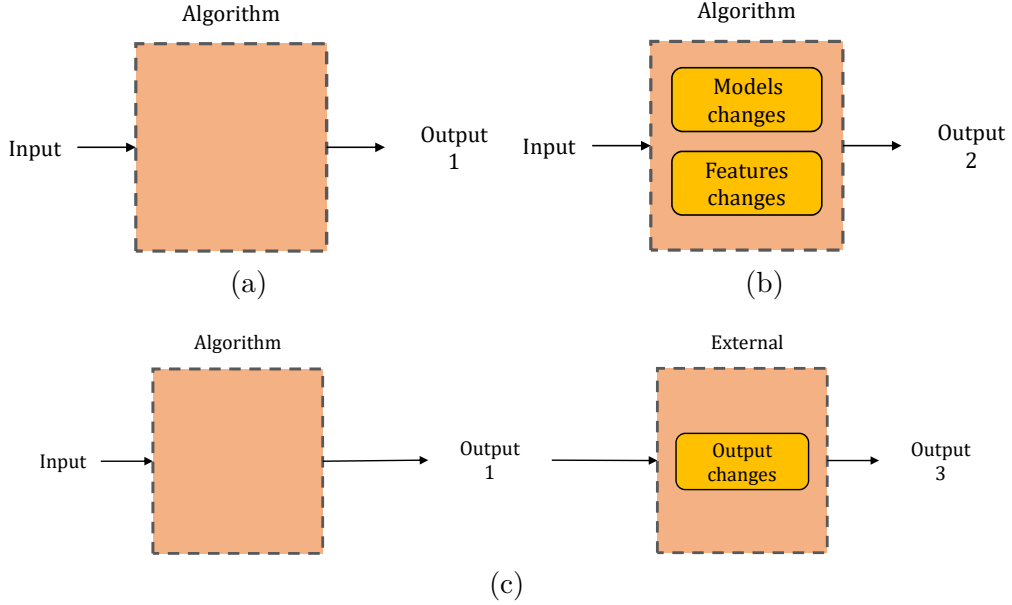 Algorithm
Input
Output
1
(a)
Algorithm
Input
Models
changes
Features
changes
Output
2
(b)
Algorithm
Input
Output
1
External
Output
changes
Output
3
(c)